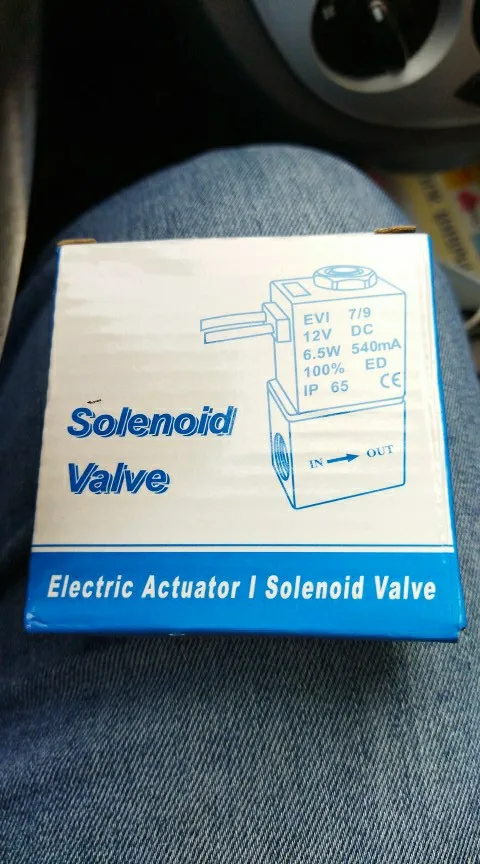 EVI 7/9
12V DC
6.5W 540mA
100% ED
IP 65 CE
Solenoid
Valve
IN OUT
Electric Actuator I Solenoid Valve